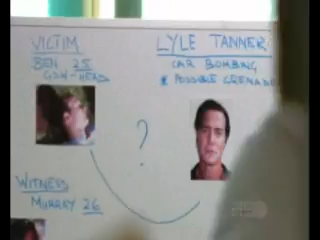 VICTIM
BEN 25
GSW-HEAD
LYLE TANNER
CAR BOMBING
POSSIBLE GRENADE
?
WITNESS
MURRAY 26